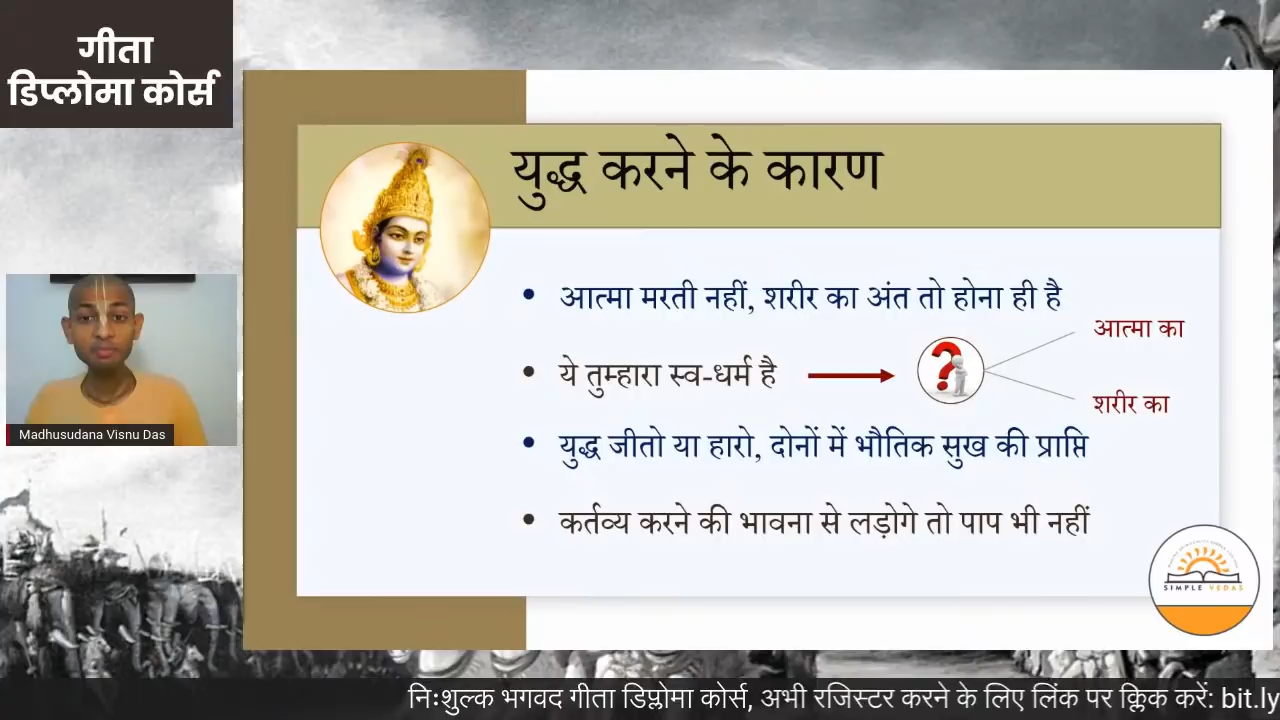 गीता
डिप्लोमा कोर्स
युद्ध करने के कारण
• आत्मा मरती नहीं, शरीर का अंत तो होना ही है
आत्मा का
• ये तुम्हारा स्व-धर्म है
शरीर का
• युद्ध जीतो या हारो, दोनों में भौतिक सुख की प्राप्ति
• कर्तव्य करने की भावना से लड़ोगे तो पाप भी नहीं
Madhusudana Visnu Das
SIMPLE VEDAS
निःशुल्क भगवद गीता डिप्लोमा कोर्स, अभी रजिस्टर करने के लिए लिंक पर क्लिक करें: bit.ly